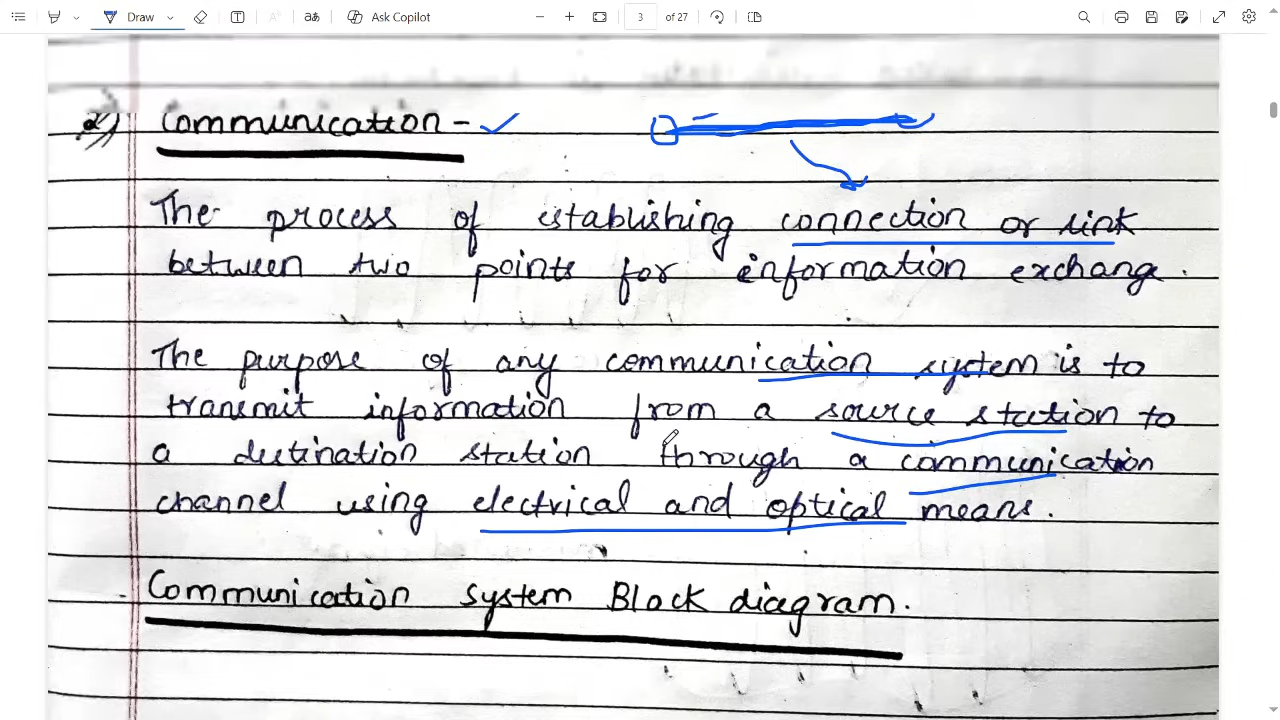 Draw
Ask Copilot
3 of 27
2) Communication -
The process of establishing connection or link
between two points for information exchange.
The purpose of any communication system is to
transmit information from a source station to
a destination station through a communication
channel using electrical and optical means.
Communication system Block diagram.